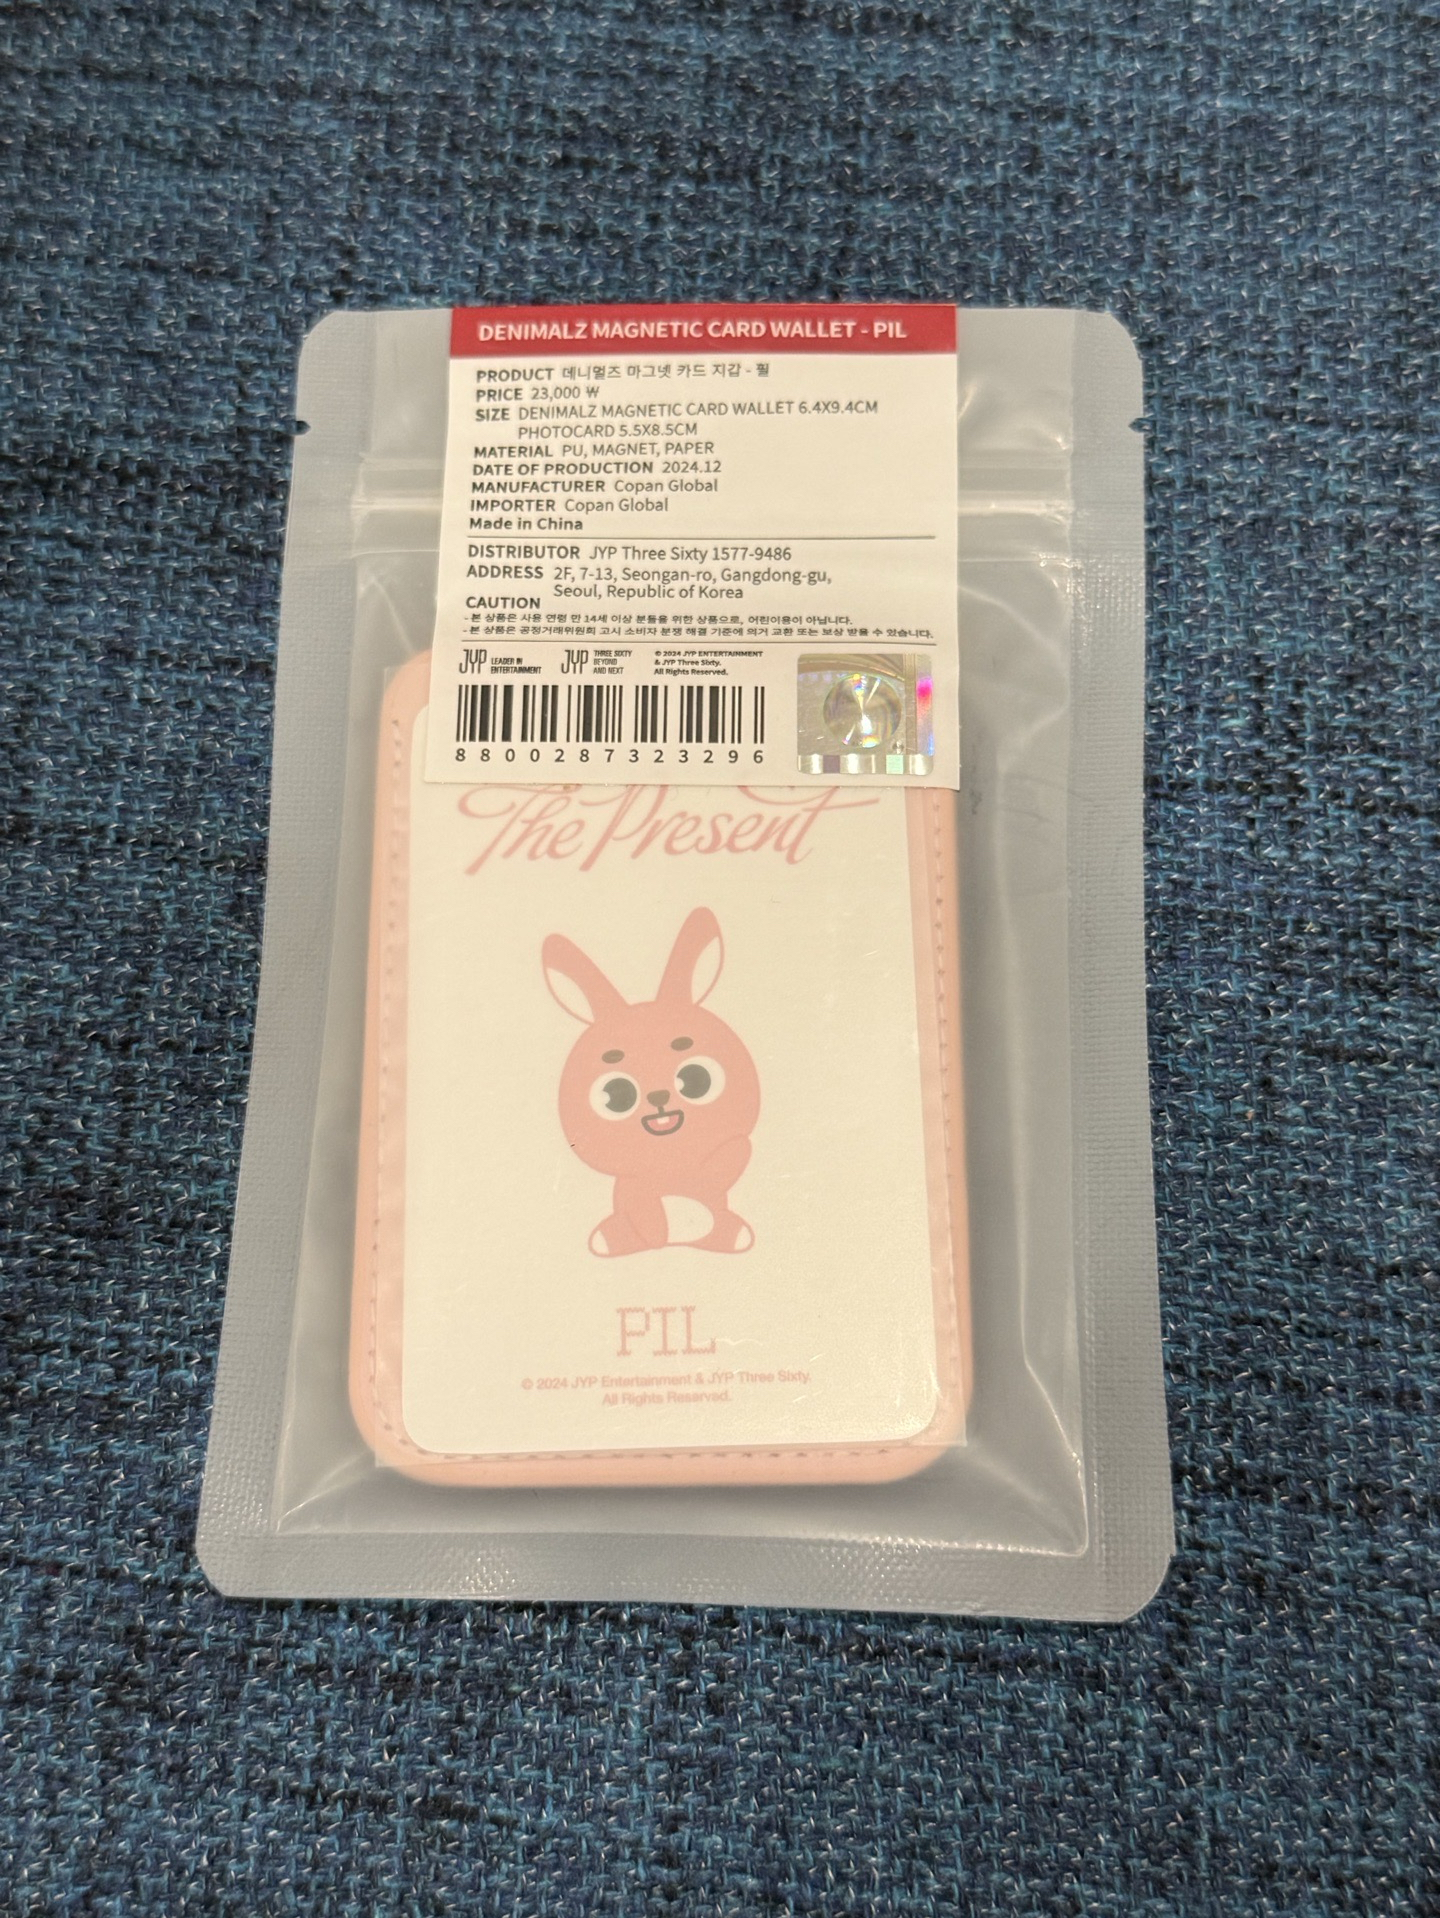 DENIMALZ MAGNETIC CARD WALLET - PIL
PRODUCT 데니멀즈 마그넷 카드 지갑 - 필
PRICE 23,000 ₩
SIZE DENIMALZ MAGNETIC CARD WALLET 6.4X9.4CM
PHOTOCARD 5.5X8.5CM
MATERIAL PU, MAGNET, PAPER
DATE OF PRODUCTION 2024.12
MANUFACTURER Copan Global
IMPORTER Copan Global
Made in China
DISTRIBUTOR JYP Three Sixty 1577-9486
ADDRESS 2F, 7-13, Seongan-ro, Gangdong-gu,
Seoul, Republic of Korea
CAUTION
- 본 상품은 사용 연령 만 14세 이상 분들을 위한 상품으로, 어린이용이 아닙니다.
- 본 상품은 공정거래위원회 고시 소비자 분쟁 해결 기준에 의거 교환 또는 보상 받을 수 있습니다.
JYP LEADER IN ENTERTAINMENT
JYP THREE SIXTY BEYOND AND NEXT
© 2024 JYP ENTERTAINMENT
& JYP Three Sixty.
All Rights Reserved.
8800287323296
The Present
PIL
© 2024 JYP Entertainment & JYP Three Sixty.
All Rights Reserved.